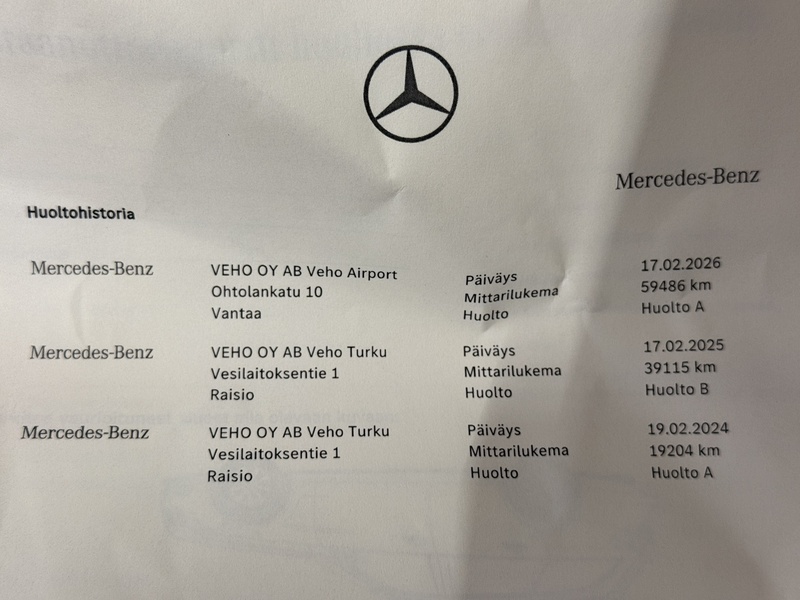 Mercedes-Benz
Huoltohistoria
Mercedes-Benz VEHO OY AB Veho Airport Päiväys 17.02.2026
Ohtolankatu 10 Mittarilukema 59486 km
Vantaa Huolto Huolto A
Mercedes-Benz VEHO OY AB Veho Turku Päiväys 17.02.2025
Vesilaitoksentie 1 Mittarilukema 39115 km
Raisio Huolto Huolto B
Mercedes-Benz VEHO OY AB Veho Turku Päiväys 19.02.2024
Vesilaitoksentie 1 Mittarilukema 19204 km
Raisio Huolto Huolto A